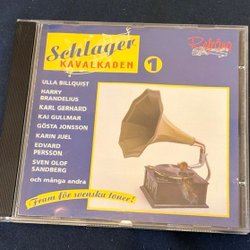 Schlager
KAVALKADEN 1
ULLA BILLQUIST
HARRY
BRANDELIUS
KARL GERHARD
KAI GULLMAR
GÖSTA JONSSON
KARIN JUEL
EDVARD
PERSSON
SVEN OLOF
SANDBERG
och många andra
Fram för svenska töner!